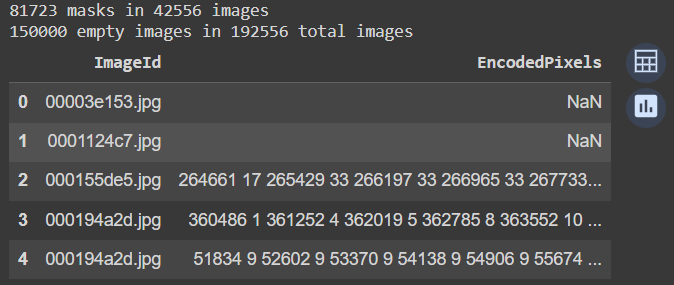 81723 masks in 42556 images
150000 empty images in 192556 total images
ImageId EncodedPixels
0 00003e153.jpg NaN
1 0001124c7.jpg NaN
2 000155de5.jpg 264661 17 265429 33 266197 33 266965 33 267733...
3 000194a2d.jpg 360486 1 361252 4 362019 5 362785 8 363552 10 ...
4 000194a2d.jpg 51834 9 52602 9 53370 9 54138 9 54906 9 55674 ...